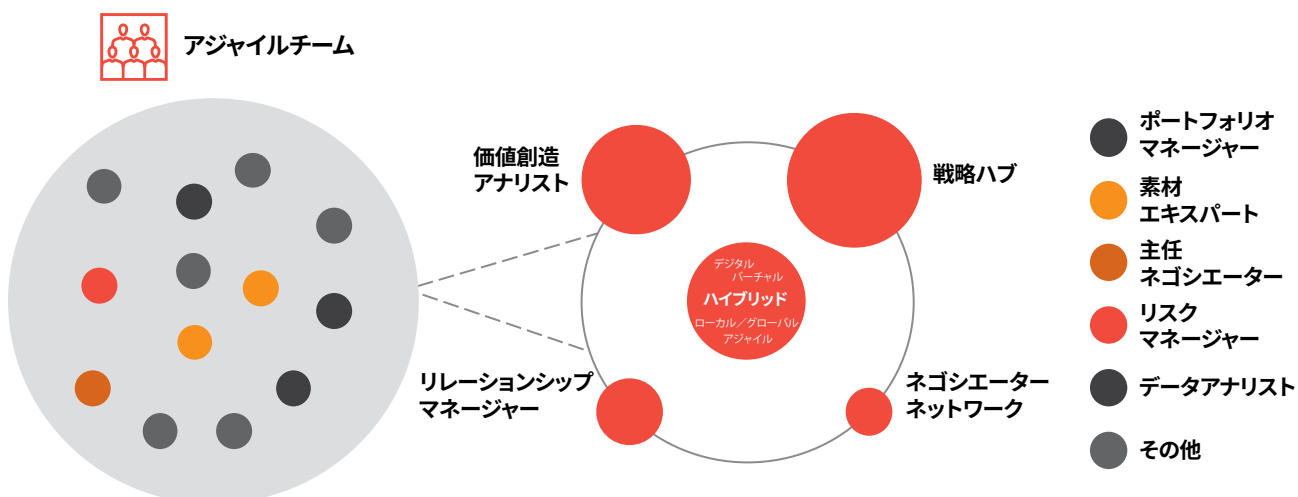 アジャイルチーム
価値創造
アナリスト
戦略ハブ
デジタル
バーチャル
ハイブリッド
ローカル／グローバル
アジャイル
リレーションシップ
マネージャー
ネゴシエーター
ネットワーク
ポートフォリオ
マネージャー
素材
エキスパート
主任
ネゴシエーター
リスク
マネージャー
データアナリスト
その他